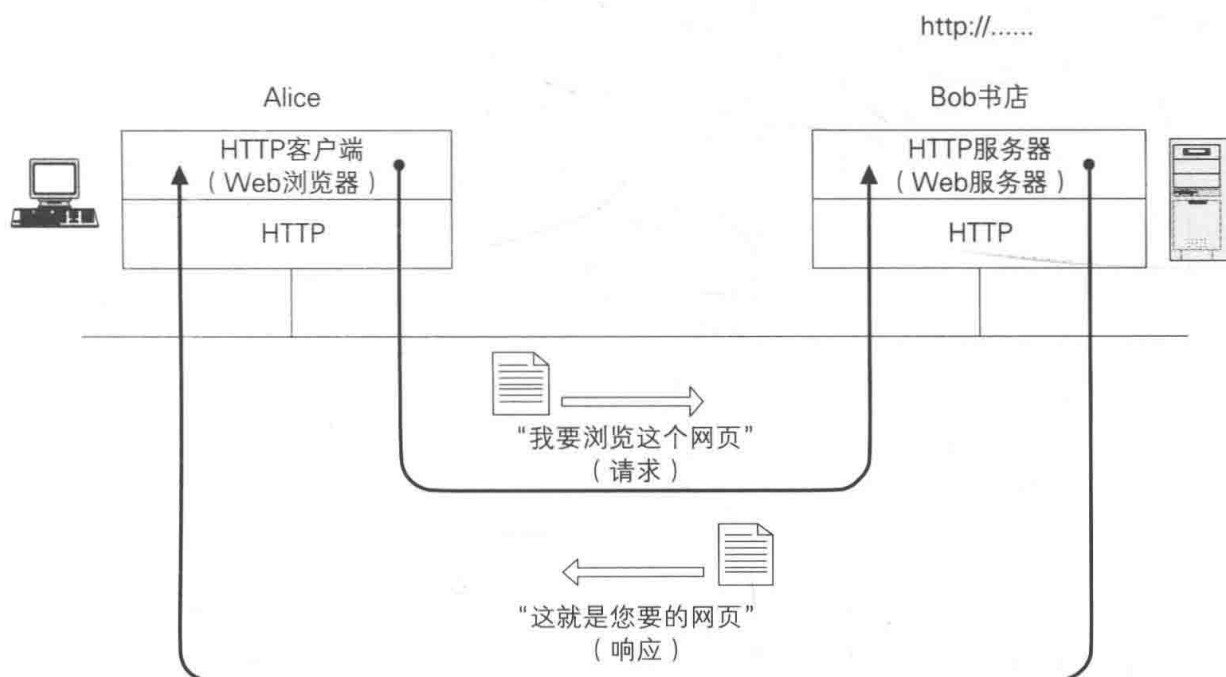 http://......
Alice
Bob书店
HTTP客户端
（Web浏览器）
HTTP服务器
（Web服务器）
HTTP
HTTP
“我要浏览这个网页”
（请求）
“这就是您要的网页”
（响应）